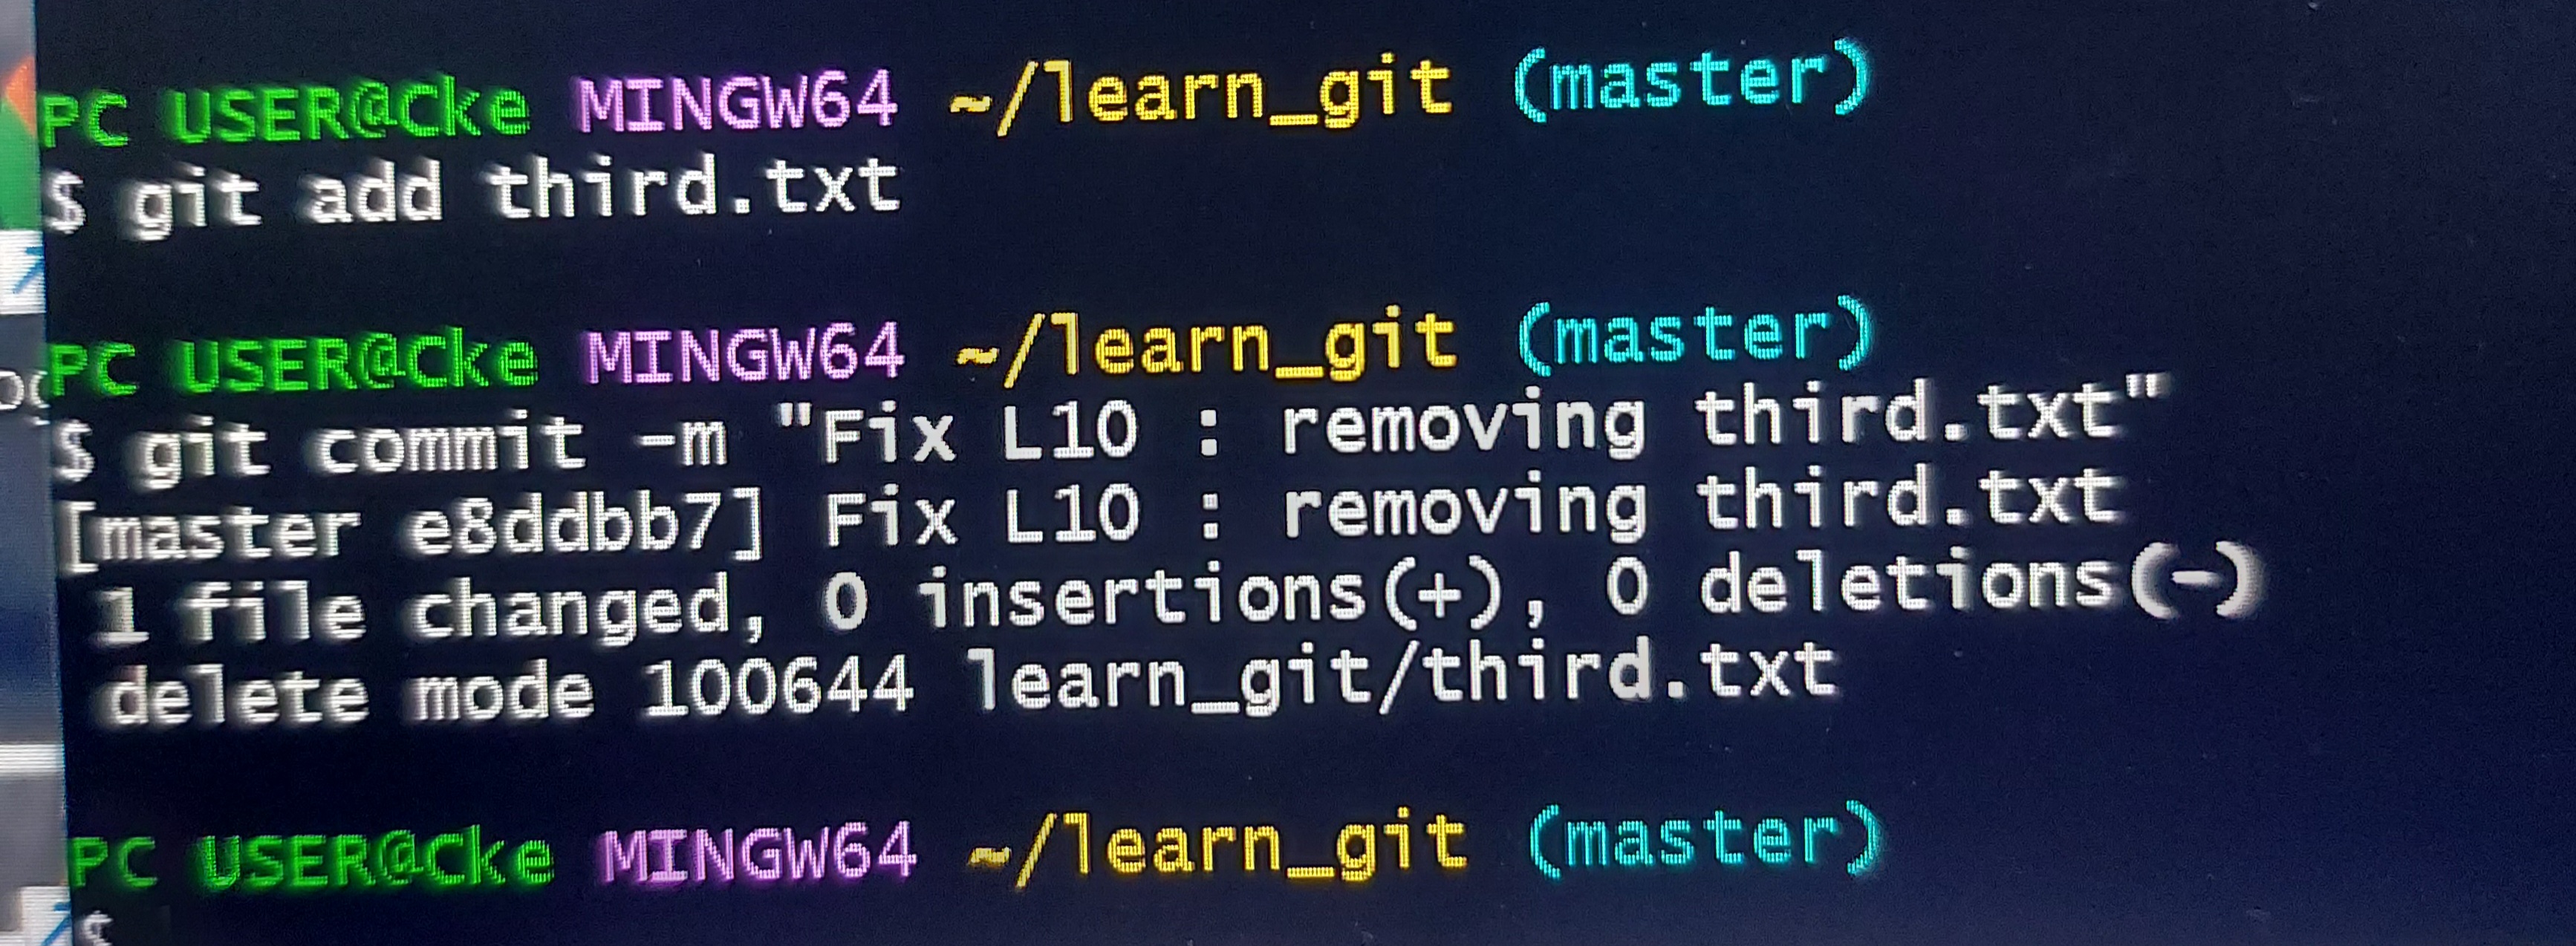 PC USER@Cke MINGW64 ~/learn_git (master)
$ git add third.txt
PC USER@Cke MINGW64 ~/learn_git (master)
$ git commit -m "Fix L10 : removing third.txt"
[master e8ddbb7] Fix L10 : removing third.txt
1 file changed, 0 insertions(+), 0 deletions(-)
delete mode 100644 learn_git/third.txt
PC USER@Cke MINGW64 ~/learn_git (master)
$